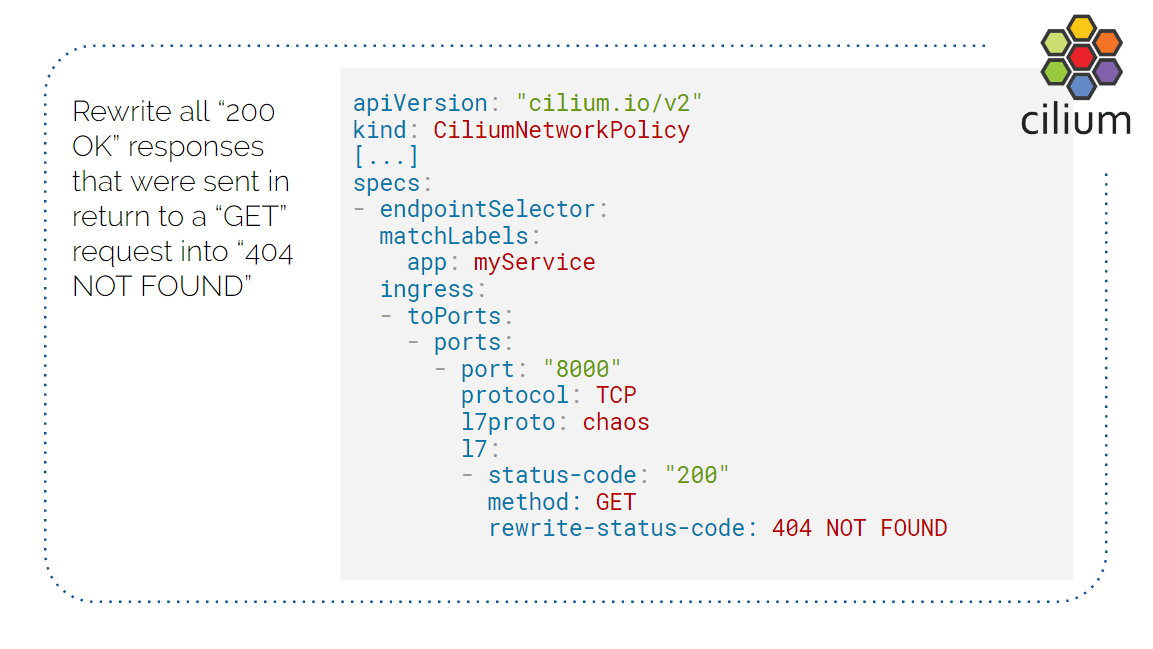 Rewrite all “200
OK” responses
that were sent in
return to a “GET”
request into “404
NOT FOUND”
apiVersion: "cilium.io/v2"
kind: CiliumNetworkPolicy
[...]
specs:
- endpointSelector:
  matchLabels:
    app: myService
  ingress:
  - toPorts:
    - ports:
      - port: "8000"
        protocol: TCP
        l7proto: chaos
        l7:
        - status-code: "200"
          method: GET
          rewrite-status-code: 404 NOT FOUND
cilium